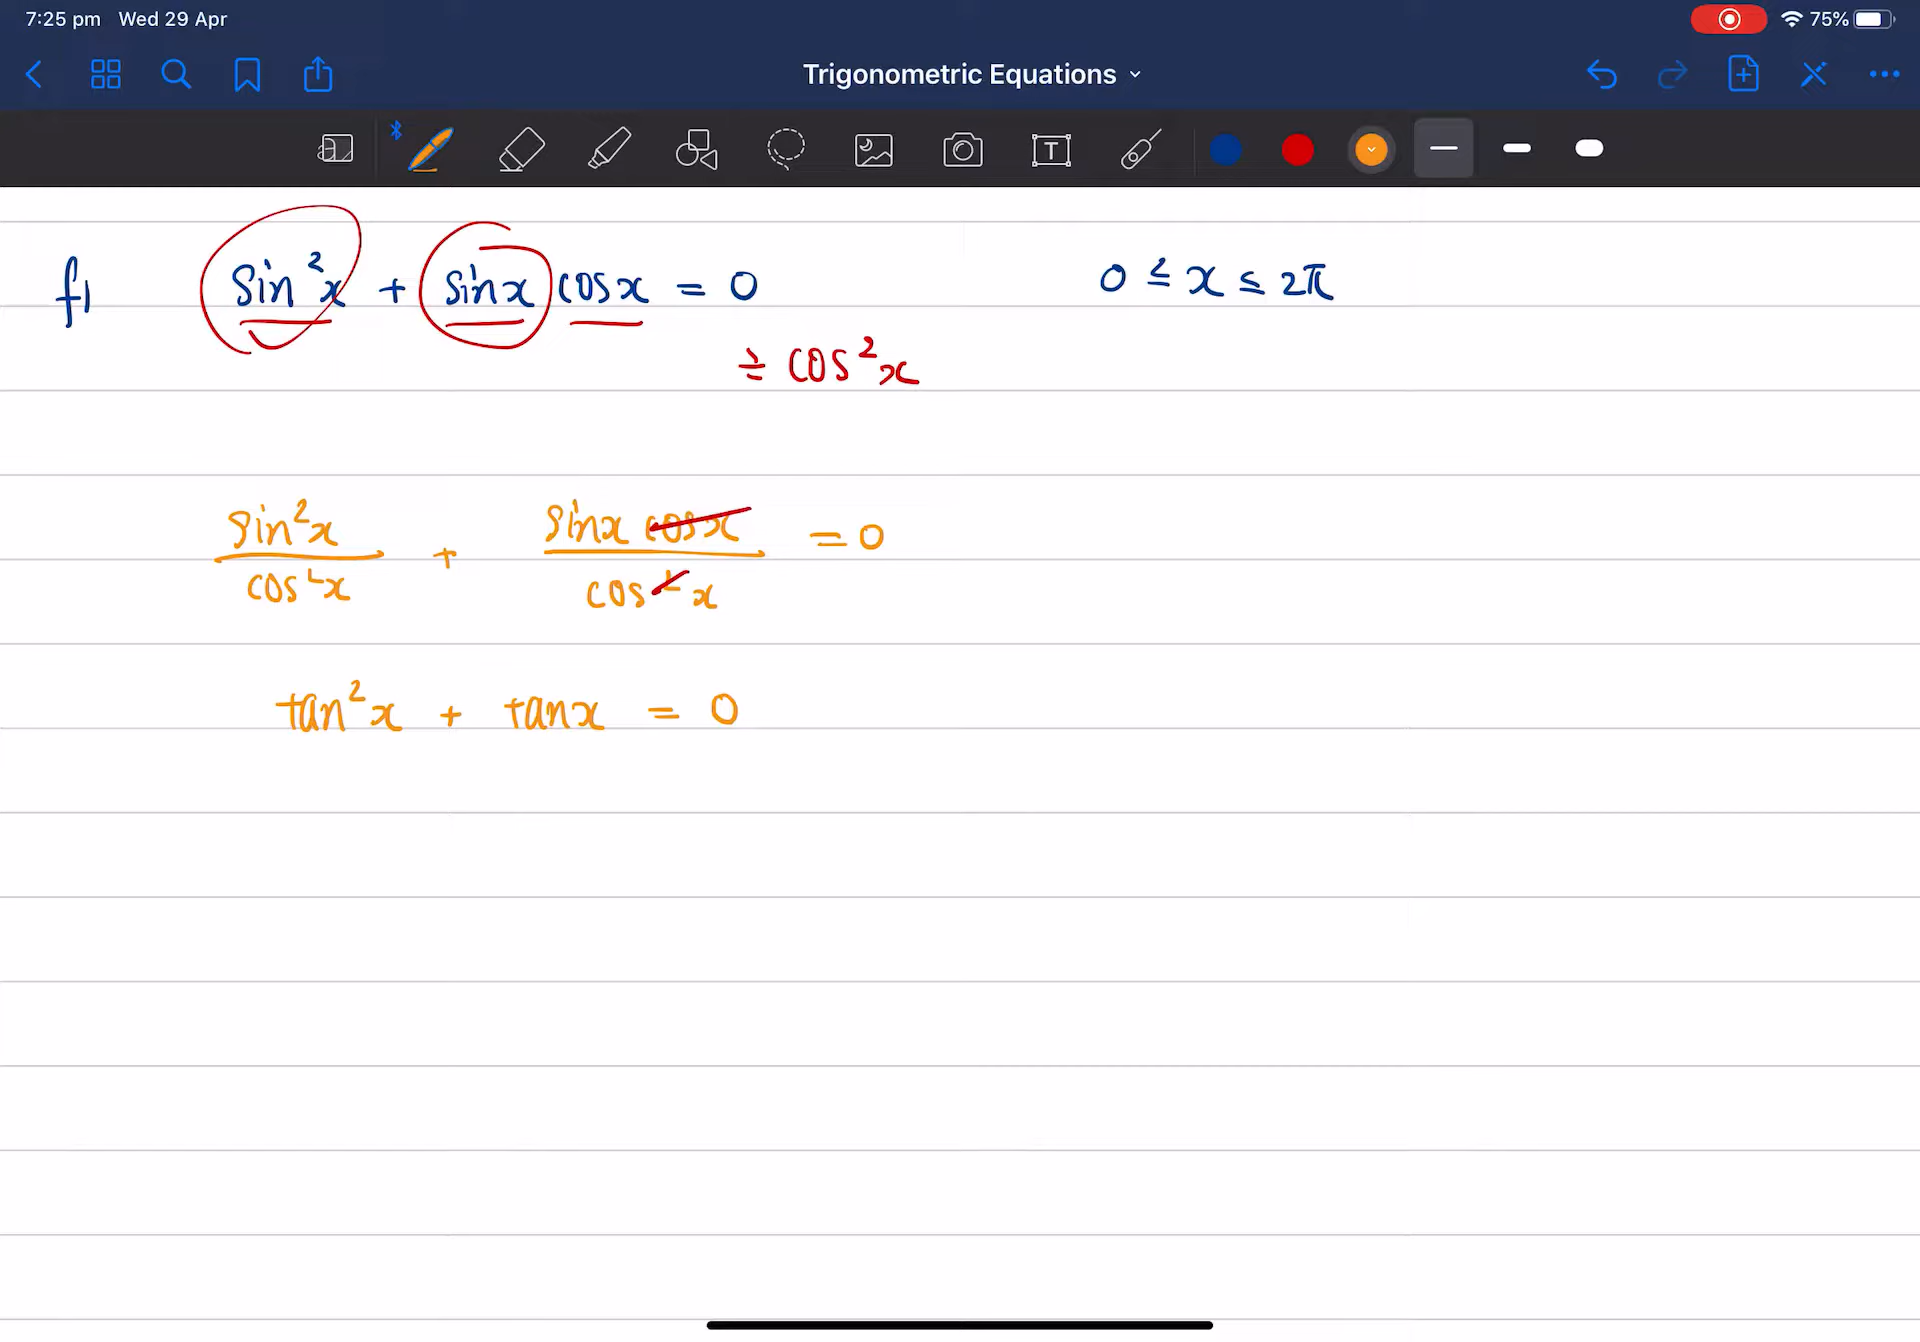 7:25 pm Wed 29 Apr 75%
Trigonometric Equations
a T
f) sin²x + sinx cosx = 0 0 ≤ x ≤ 2π
÷ cos²x
sin²x / cos²x + sinx cosx / cos²x = 0
tan²x + tanx = 0